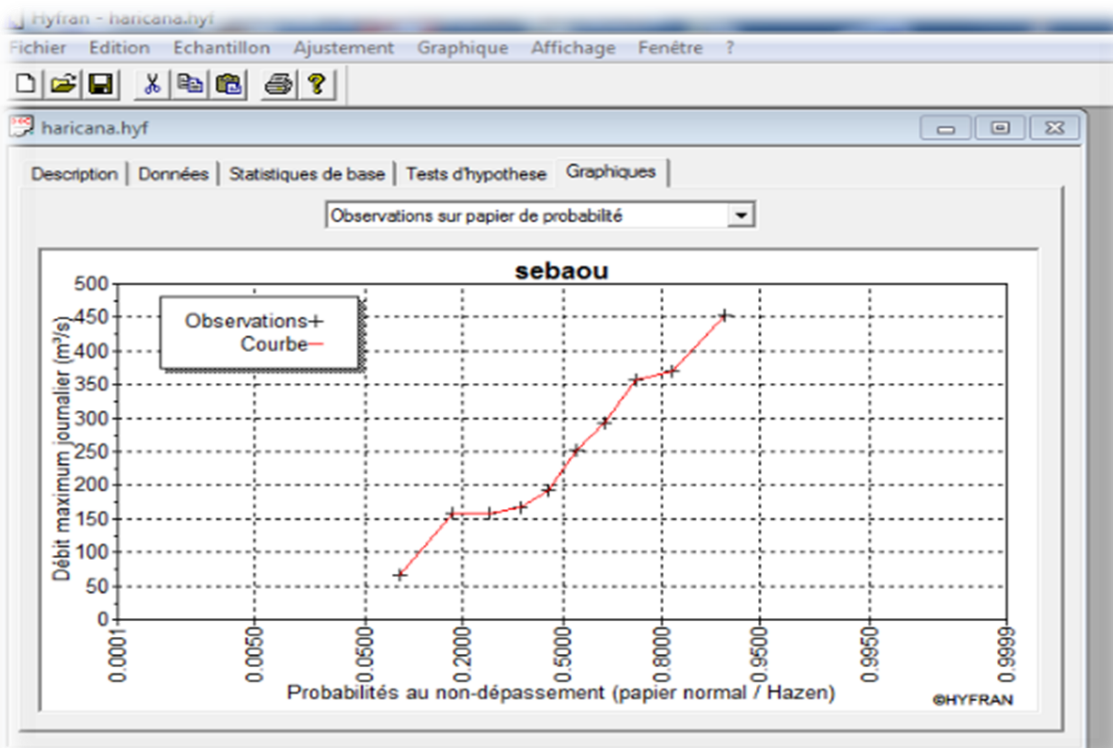 Hyfran - haricana.hyf
Fichier Edition Echantillon Ajustement Graphique Affichage Fenêtre ?
haricana.hyf
Description Données Statistiques de base Tests d'hypothese Graphiques
Observations sur papier de probabilité
sebaou
Débit maximum journalier (m³/s)
500
450
400
350
300
250
200
150
100
50
0
Observations
Courbe
0.0001 0.0050 0.0500 0.2000 0.5000 0.8000 0.9500 0.9950 0.9999
Probabilités au non-dépassement (papier normal / Hazen)
©HYFRAN